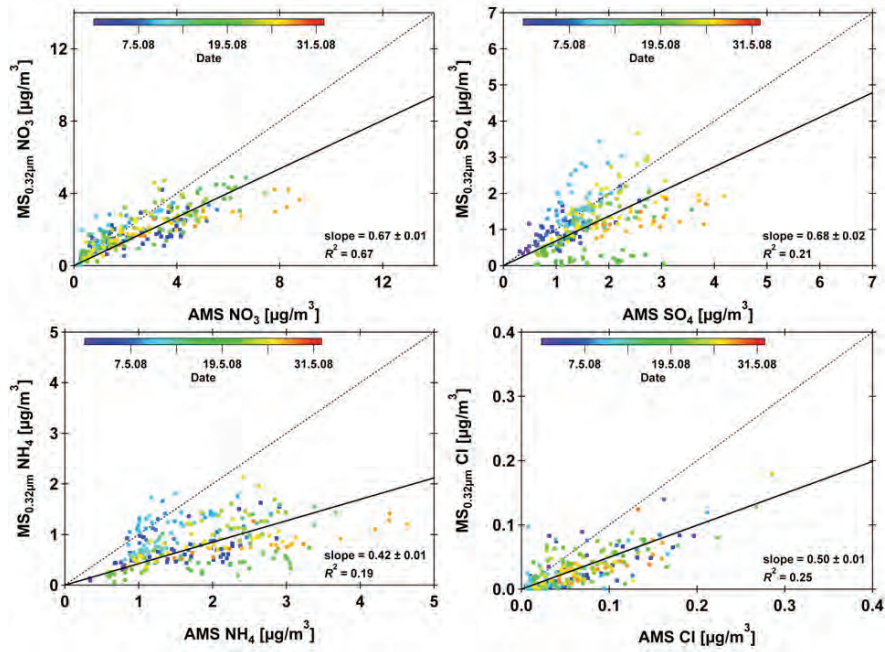 14
12
8
4
0
7.5.08 19.5.08 31.5.08
Date
MS0.32µm NO3 [µg/m3]
slope = 0.67 ± 0.01
R2 = 0.67
0 4 8 12
AMS NO3 [µg/m3]
7
6
5
4
3
2
1
0
7.5.08 19.5.08 31.5.08
Date
MS0.32µm SO4 [µg/m3]
slope = 0.68 ± 0.02
R2 = 0.21
0 1 2 3 4 5 6 7
AMS SO4 [µg/m3]
5
4
3
2
1
0
7.5.08 19.5.08 31.5.08
Date
MS0.32µm NH4 [µg/m3]
slope = 0.42 ± 0.01
R2 = 0.19
0 1 2 3 4 5
AMS NH4 [µg/m3]
0.4
0.3
0.2
0.1
0.0
7.5.08 19.5.08 31.5.08
Date
MS0.32µm Cl [µg/m3]
slope = 0.50 ± 0.01
R2 = 0.25
0.0 0.1 0.2 0.3 0.4
AMS Cl [µg/m3]